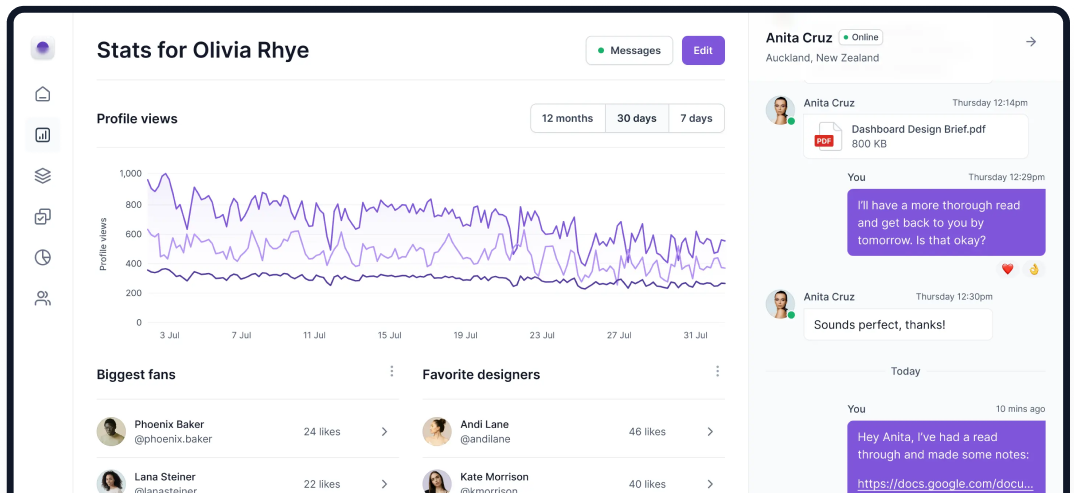 Stats for Olivia Rhye
Messages
Edit
Profile views
12 months
30 days
7 days
1,000
800
600
400
200
0
Profile views
3 Jul
7 Jul
11 Jul
15 Jul
19 Jul
23 Jul
27 Jul
31 Jul
Biggest fans
Phoenix Baker
@phoenix.baker
24 likes
Lana Steiner
@lanasteiner
22 likes
Favorite designers
Andi Lane
@andilane
46 likes
Kate Morrison
@kmorrison
40 likes
Anita Cruz
Online
Auckland, New Zealand
Anita Cruz
Thursday 12:14pm
PDF
Dashboard Design Brief.pdf
800 KB
You
Thursday 12:29pm
I’ll have a more thorough read
and get back to you by
tomorrow. Is that okay?
Anita Cruz
Thursday 12:30pm
Sounds perfect, thanks!
Today
You
10 mins ago
Hey Anita, I’ve had a read
through and made some notes:
https://docs.google.com/docu...